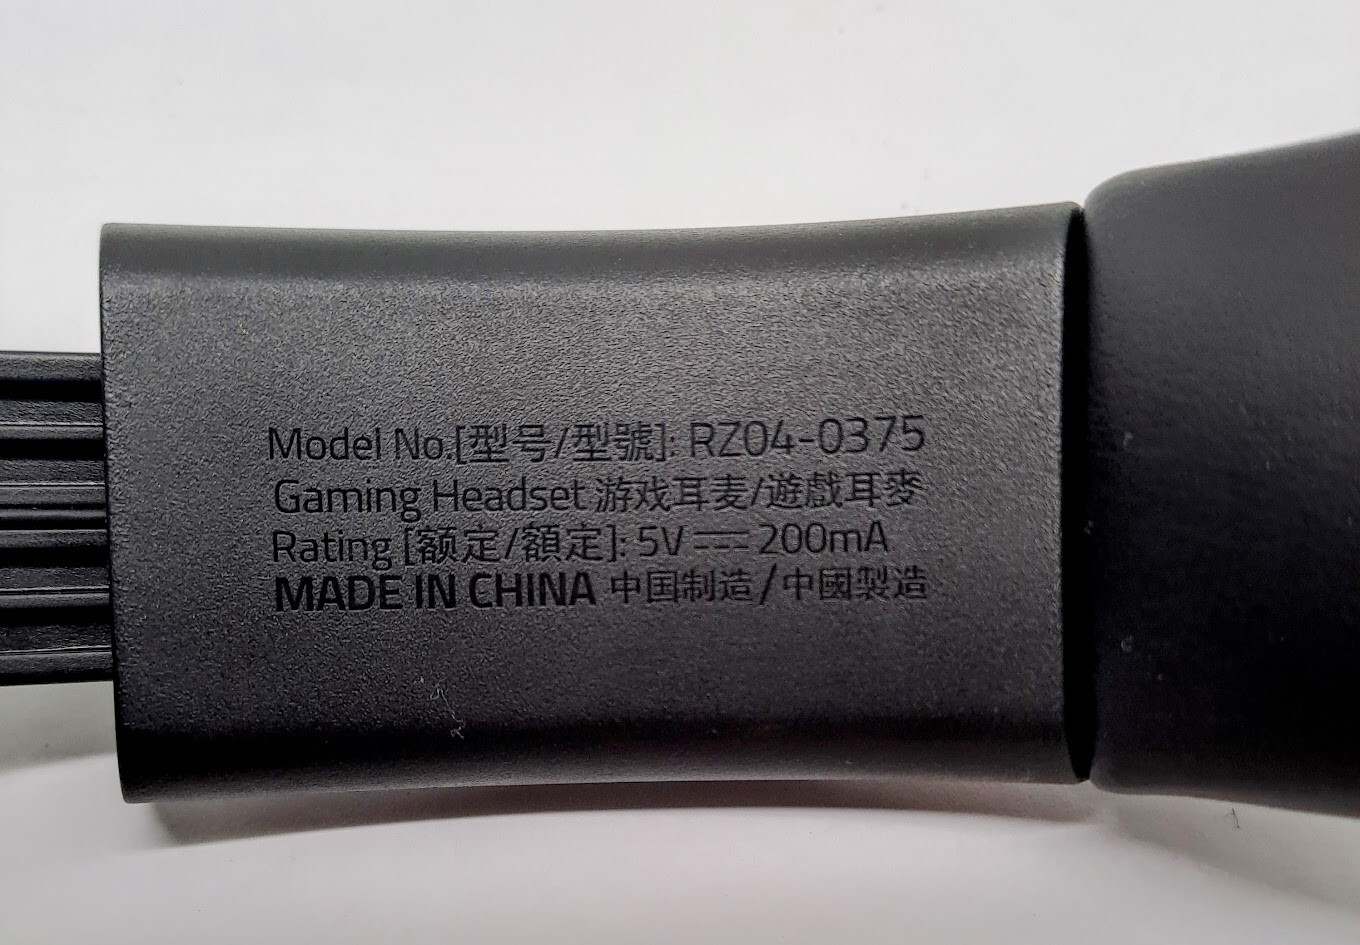 Model No.[型号/型號]: RZ04-0375
Gaming Headset 游戏耳麦/遊戲耳麥
Rating [额定/額定]: 5V⎓200mA
MADE IN CHINA 中国制造/中國製造